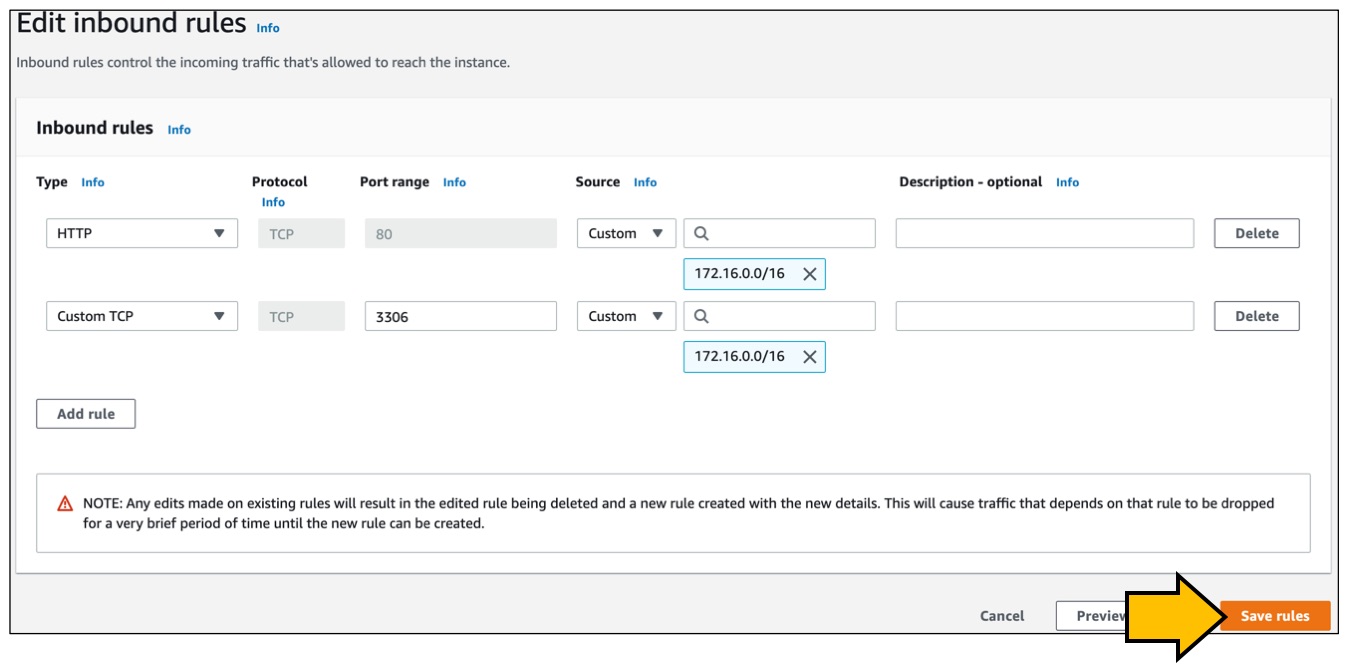 Edit inbound rules Info
Inbound rules control the incoming traffic that's allowed to reach the instance.
Inbound rules Info
Type Info Protocol Info Port range Info Source Info Description - optional Info
HTTP TCP 80 Custom Delete
172.16.0.0/16
Custom TCP TCP 3306 Custom Delete
172.16.0.0/16
Add rule
NOTE: Any edits made on existing rules will result in the edited rule being deleted and a new rule created with the new details. This will cause traffic that depends on that rule to be dropped
for a very brief period of time until the new rule can be created.
Cancel Preview Save rules